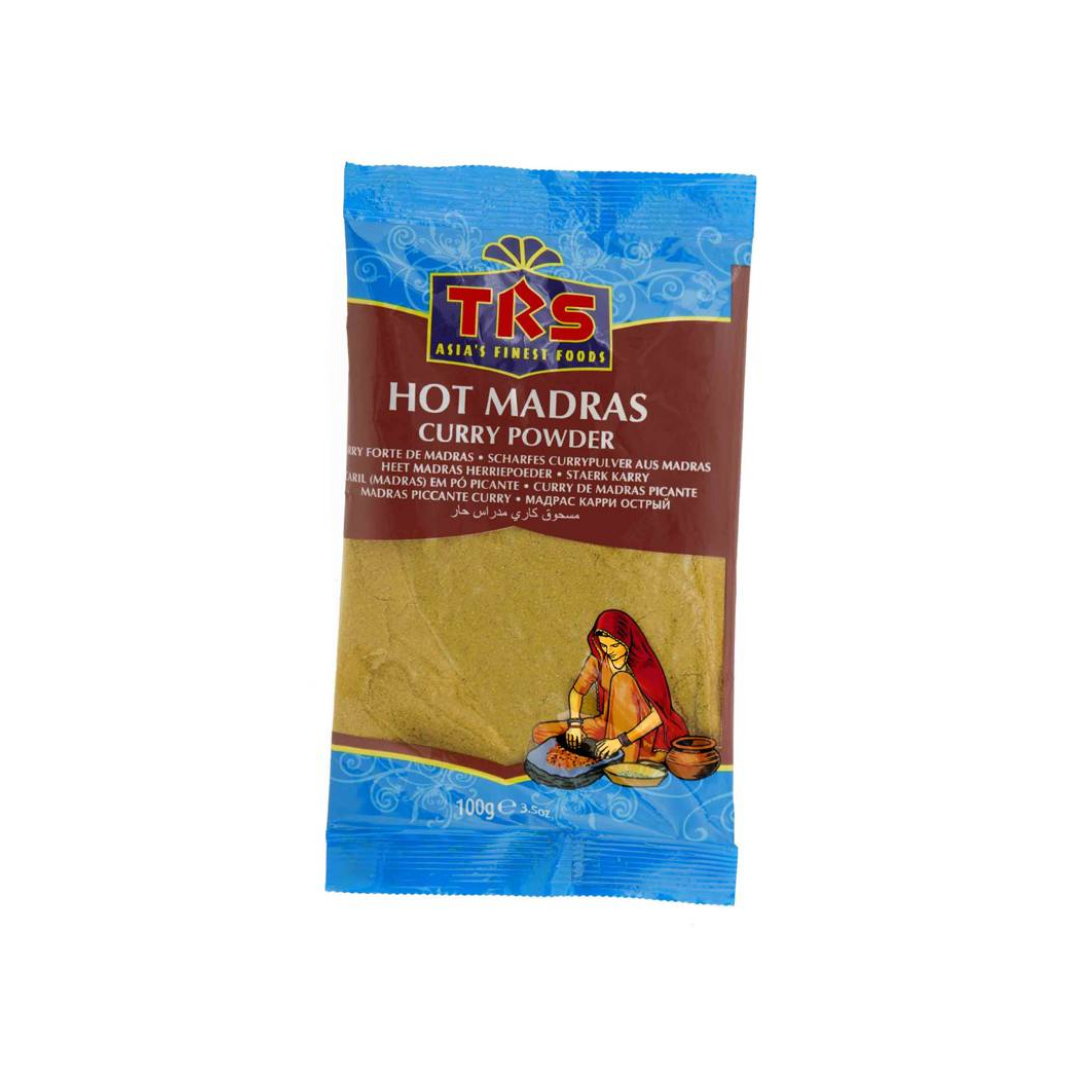 TRS
ASIA'S FINEST FOODS
HOT MADRAS
CURRY POWDER
RRY FORTE DE MADRAS • SCHARFES CURRYPULVER AUS MADRAS
HEET MADRAS HERRIEPOEDER • STAERK KARRY
CARIL (MADRAS) EM PÓ PICANTE • CURRY DE MADRAS PICANTE
MADRAS PICCANTE CURRY • МАДРАС КАРРИ ОСТРЫЙ
مسحوق كاري مدراس حار
100g ℮ 3.5oz